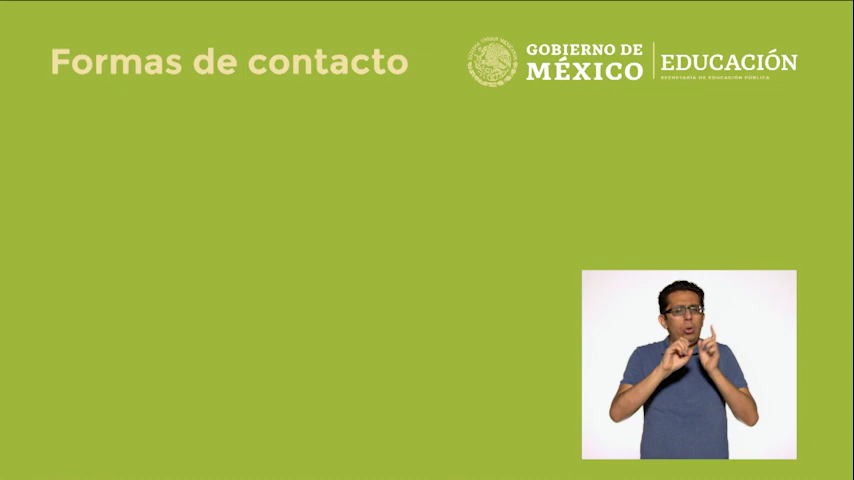 Formas de contacto
GOBIERNO DE
MÉXICO
EDUCACIÓN
SECRETARÍA DE EDUCACIÓN PÚBLICA